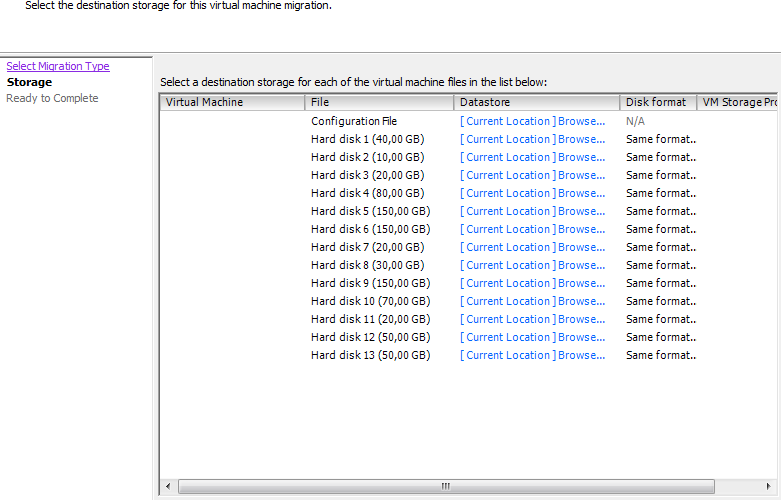 Select the destination storage for this virtual machine migration.
Select Migration Type
Storage
Ready to Complete
Select a destination storage for each of the virtual machine files in the list below:
Virtual Machine File Datastore Disk format VM Storage Pro
Configuration File [ Current Location ] Browse... N/A
Hard disk 1 (40,00 GB) [ Current Location ] Browse... Same format..
Hard disk 2 (10,00 GB) [ Current Location ] Browse... Same format..
Hard disk 3 (20,00 GB) [ Current Location ] Browse... Same format..
Hard disk 4 (80,00 GB) [ Current Location ] Browse... Same format..
Hard disk 5 (150,00 GB) [ Current Location ] Browse... Same format..
Hard disk 6 (150,00 GB) [ Current Location ] Browse... Same format..
Hard disk 7 (20,00 GB) [ Current Location ] Browse... Same format..
Hard disk 8 (30,00 GB) [ Current Location ] Browse... Same format..
Hard disk 9 (150,00 GB) [ Current Location ] Browse... Same format..
Hard disk 10 (70,00 GB) [ Current Location ] Browse... Same format..
Hard disk 11 (20,00 GB) [ Current Location ] Browse... Same format..
Hard disk 12 (50,00 GB) [ Current Location ] Browse... Same format..
Hard disk 13 (50,00 GB) [ Current Location ] Browse... Same format..